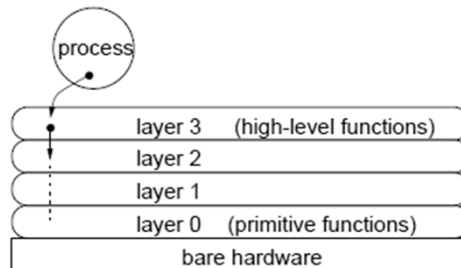 process
layer 3 (high-level functions)
layer 2
layer 1
layer 0 (primitive functions)
bare hardware